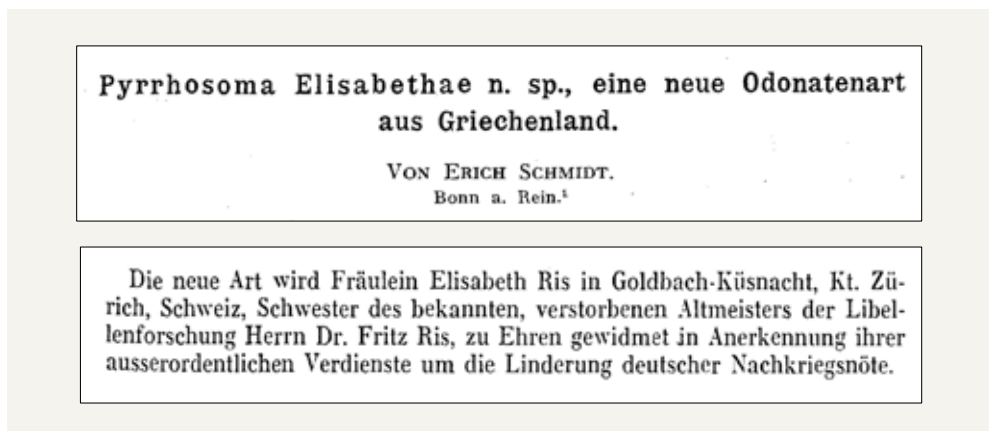 Pyrrhosoma Elisabethae n. sp., eine neue Odonatenart
aus Griechenland.
VON ERICH SCHMIDT.
Bonn a. Rein.¹
Die neue Art wird Fräulein Elisabeth Ris in Goldbach-Küsnacht, Kt. Zü-
rich, Schweiz, Schwester des bekannten, verstorbenen Altmeisters der Libel-
lenforschung Herrn Dr. Fritz Ris, zu Ehren gewidmet in Anerkennung ihrer
ausserordentlichen Verdienste um die Linderung deutscher Nachkriegsnöte.